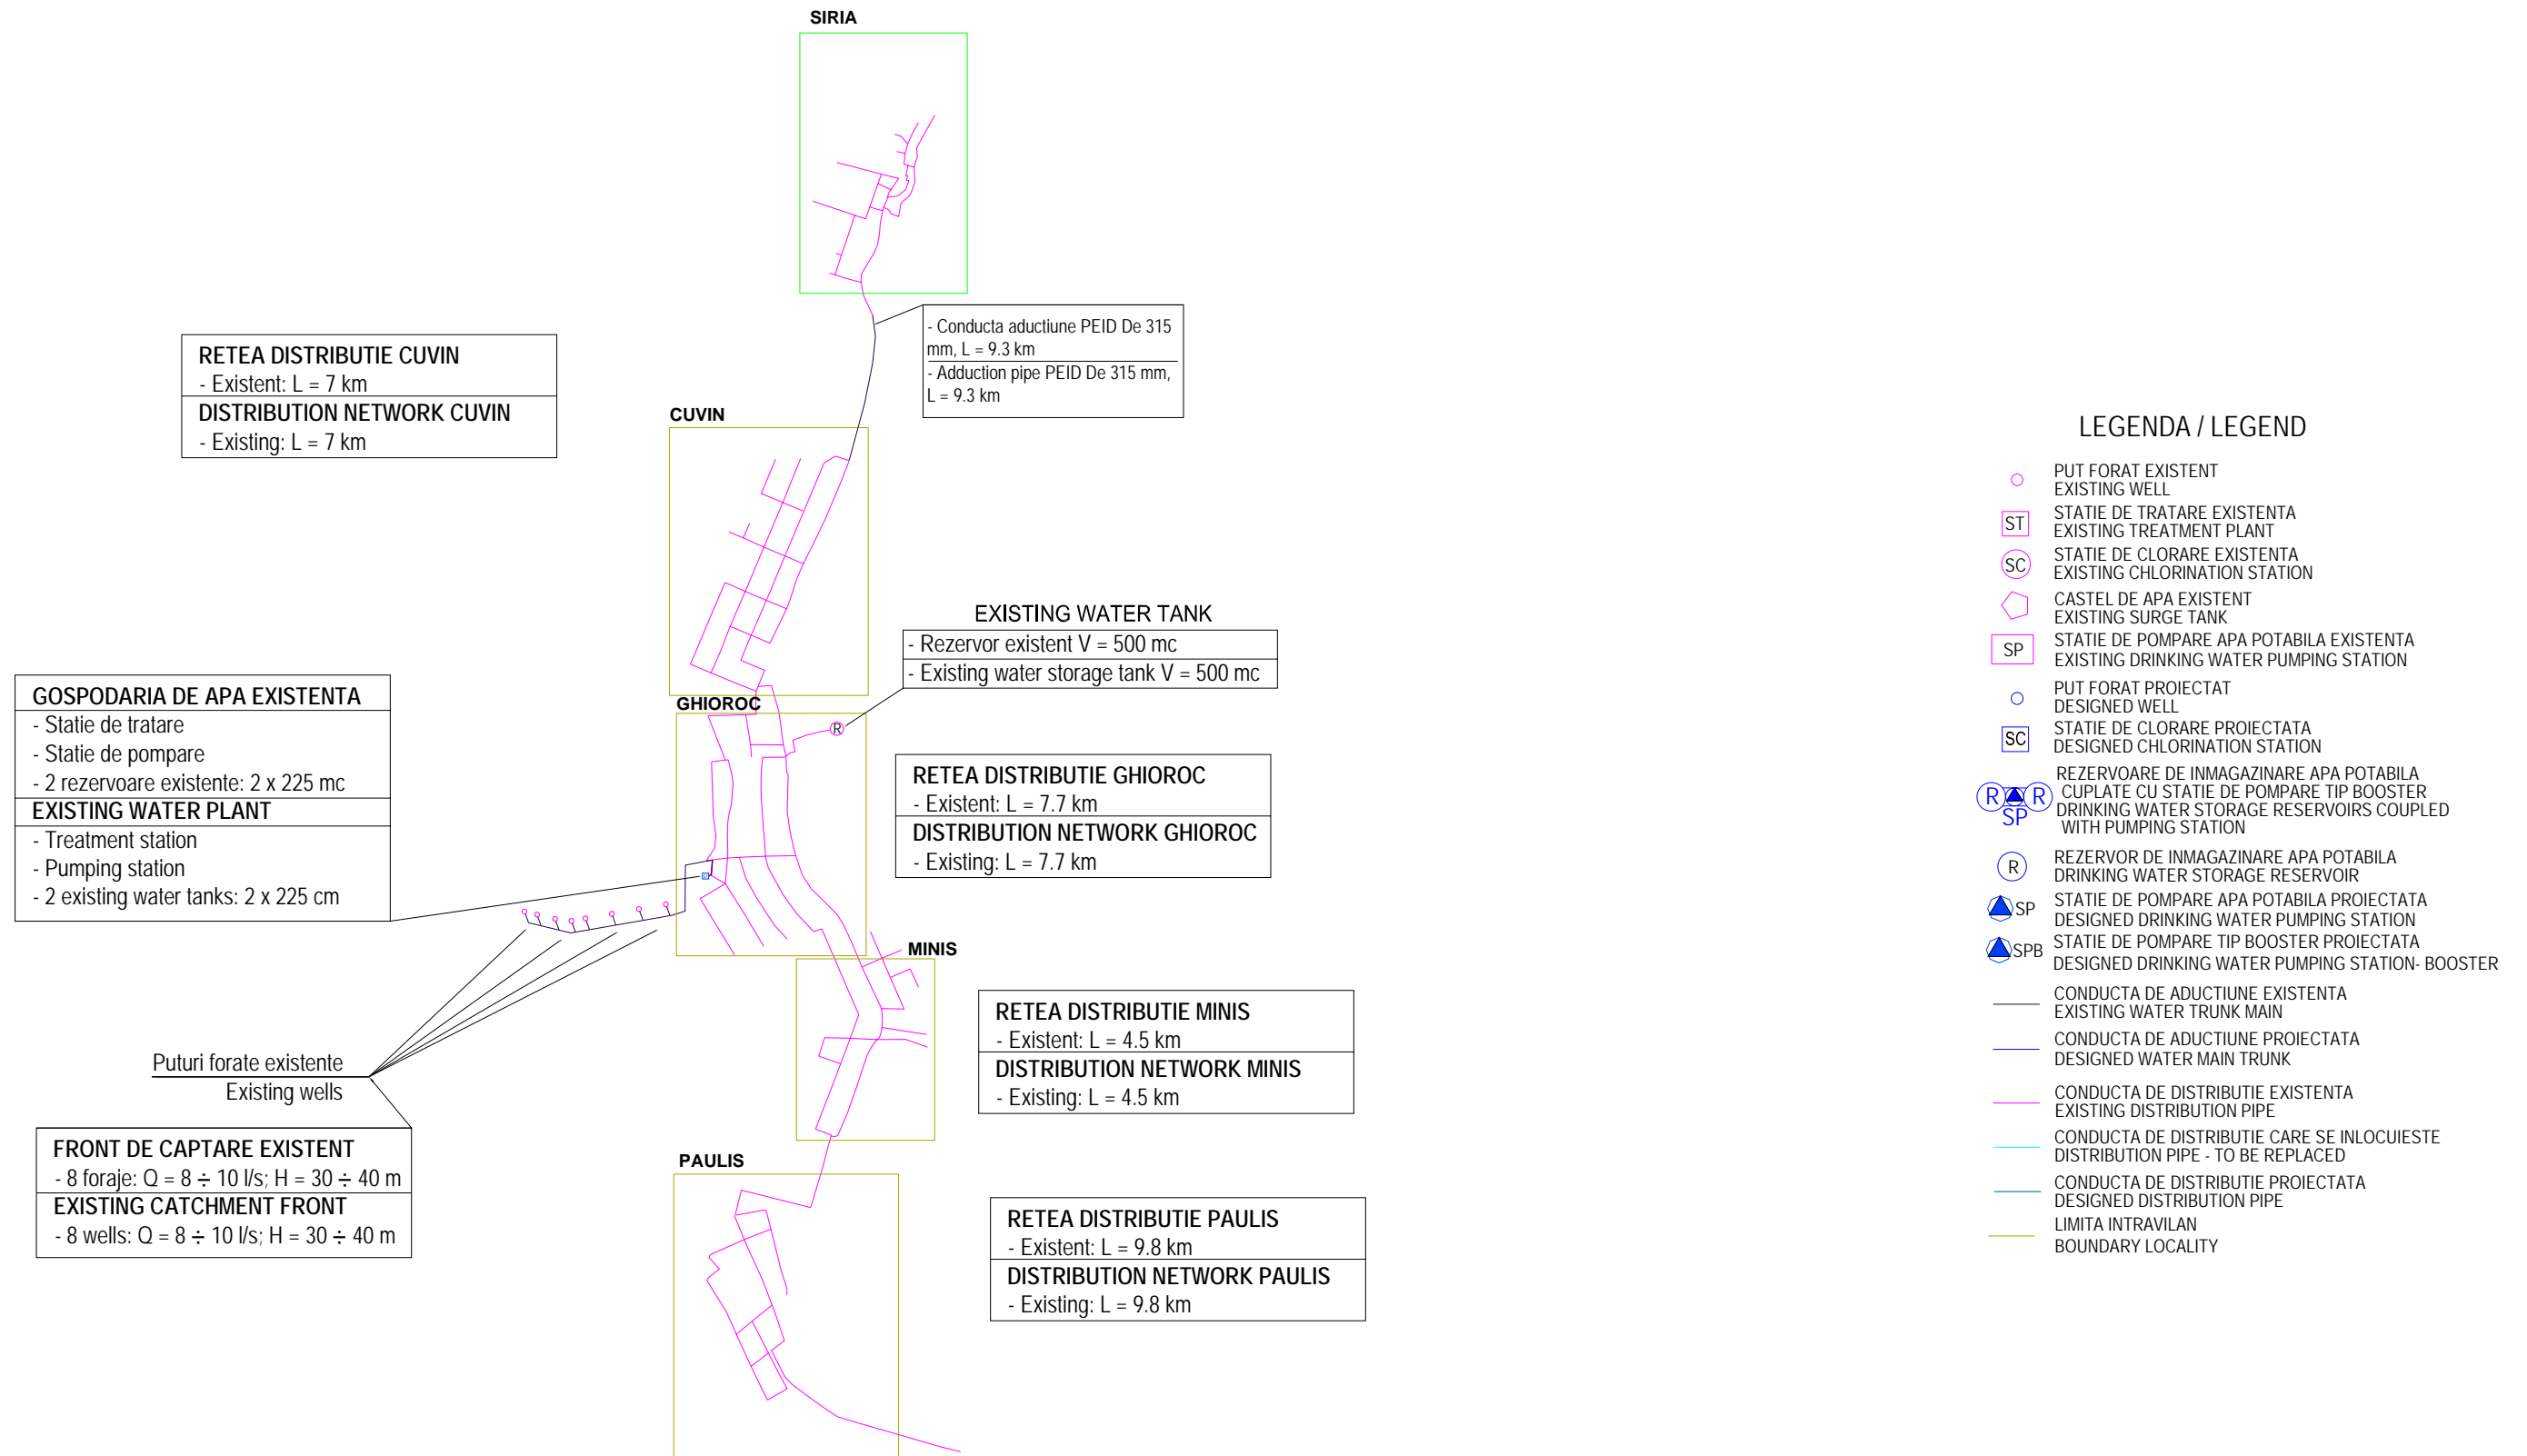 SIRIA
- Conducta aductiune PEID De 315
mm, L = 9.3 km
- Adduction pipe PEID De 315 mm,
L = 9.3 km
RETEA DISTRIBUTIE CUVIN
- Existent: L = 7 km
DISTRIBUTION NETWORK CUVIN
- Existing: L = 7 km
CUVIN
EXISTING WATER TANK
- Rezervor existent V = 500 mc
- Existing water storage tank V = 500 mc
GHIOROC
R
GOSPODARIA DE APA EXISTENTA
- Statie de tratare
- Statie de pompare
- 2 rezervoare existente: 2 x 225 mc
EXISTING WATER PLANT
- Treatment station
- Pumping station
- 2 existing water tanks: 2 x 225 cm
RETEA DISTRIBUTIE GHIOROC
- Existent: L = 7.7 km
DISTRIBUTION NETWORK GHIOROC
- Existing: L = 7.7 km
MINIS
RETEA DISTRIBUTIE MINIS
- Existent: L = 4.5 km
DISTRIBUTION NETWORK MINIS
- Existing: L = 4.5 km
Puturi forate existente
Existing wells
FRONT DE CAPTARE EXISTENT
- 8 foraje: Q = 8 ÷ 10 l/s; H = 30 ÷ 40 m
EXISTING CATCHMENT FRONT
- 8 wells: Q = 8 ÷ 10 l/s; H = 30 ÷ 40 m
PAULIS
RETEA DISTRIBUTIE PAULIS
- Existent: L = 9.8 km
DISTRIBUTION NETWORK PAULIS
- Existing: L = 9.8 km
LEGENDA / LEGEND
PUT FORAT EXISTENT
EXISTING WELL
ST
STATIE DE TRATARE EXISTENTA
EXISTING TREATMENT PLANT
SC
STATIE DE CLORARE EXISTENTA
EXISTING CHLORINATION STATION
CASTEL DE APA EXISTENT
EXISTING SURGE TANK
SP
STATIE DE POMPARE APA POTABILA EXISTENTA
EXISTING DRINKING WATER PUMPING STATION
PUT FORAT PROIECTAT
DESIGNED WELL
SC
STATIE DE CLORARE PROIECTATA
DESIGNED CHLORINATION STATION
R R
SP
REZERVOARE DE INMAGAZINARE APA POTABILA
CUPLATE CU STATIE DE POMPARE TIP BOOSTER
DRINKING WATER STORAGE RESERVOIRS COUPLED
WITH PUMPING STATION
R
REZERVOR DE INMAGAZINARE APA POTABILA
DRINKING WATER STORAGE RESERVOIR
SP
STATIE DE POMPARE APA POTABILA PROIECTATA
DESIGNED DRINKING WATER PUMPING STATION
SPB
STATIE DE POMPARE TIP BOOSTER PROIECTATA
DESIGNED DRINKING WATER PUMPING STATION- BOOSTER
CONDUCTA DE ADUCTIUNE EXISTENTA
EXISTING WATER TRUNK MAIN
CONDUCTA DE ADUCTIUNE PROIECTATA
DESIGNED WATER MAIN TRUNK
CONDUCTA DE DISTRIBUTIE EXISTENTA
EXISTING DISTRIBUTION PIPE
CONDUCTA DE DISTRIBUTIE CARE SE INLOCUIESTE
DISTRIBUTION PIPE - TO BE REPLACED
CONDUCTA DE DISTRIBUTIE PROIECTATA
DESIGNED DISTRIBUTION PIPE
LIMITA INTRAVILAN
BOUNDARY LOCALITY